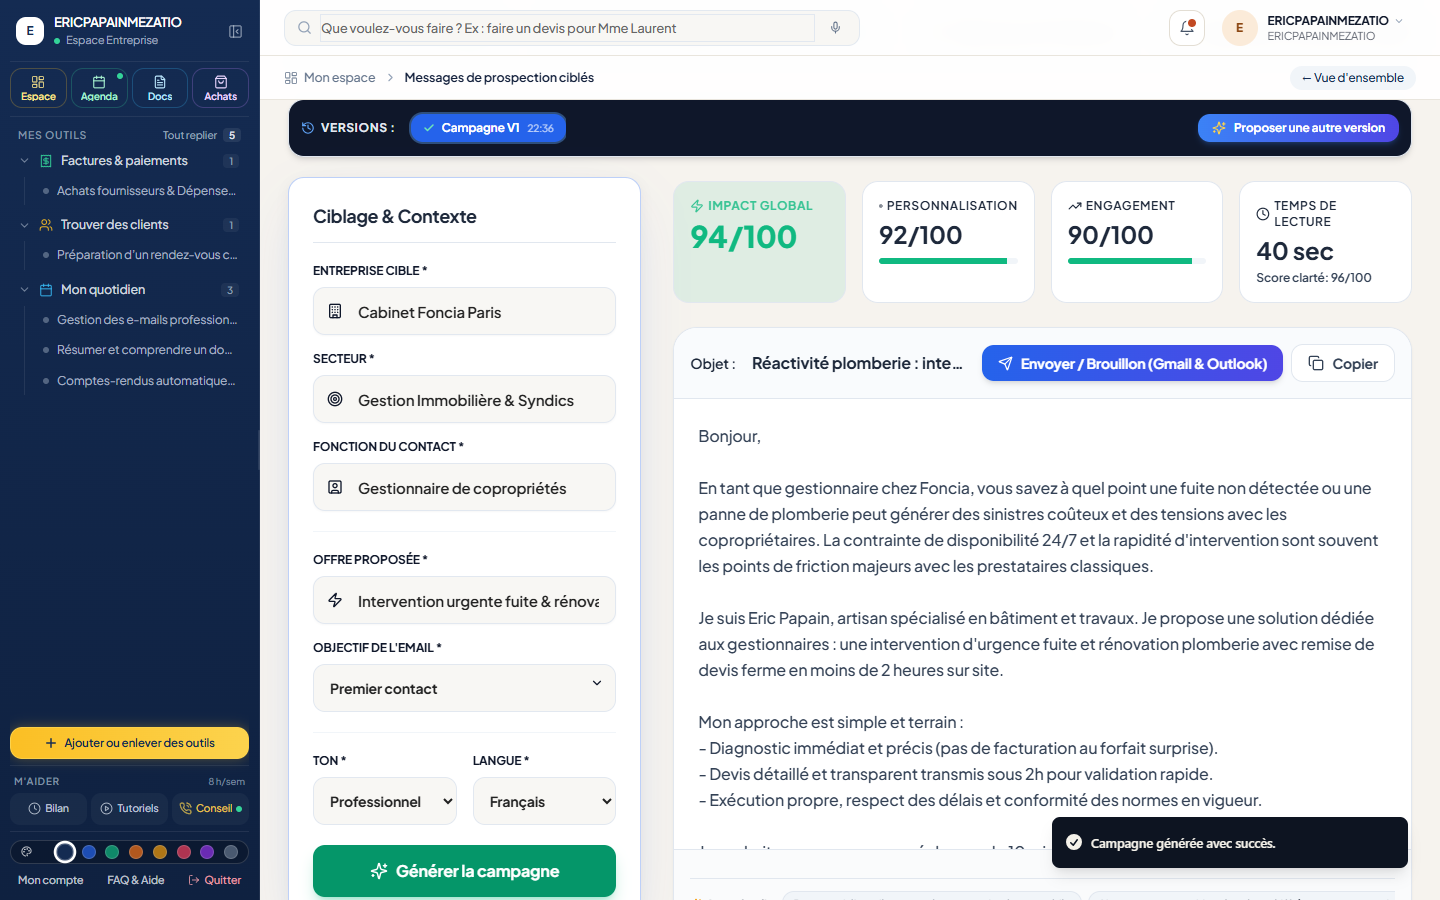 E
ERICPAPAINMEZATIO
Espace Entreprise
Espace
Agenda
Docs
Achats
MES OUTILS
Tout replier
5
Factures & paiements
1
Achats fournisseurs & Dépense...
Trouver des clients
1
Préparation d'un rendez-vous c...
Mon quotidien
3
Gestion des e-mails profession...
Résumer et comprendre un do...
Comptes-rendus automatique...
Ajouter ou enlever des outils
M'AIDER
8 h/sem
Bilan
Tutoriels
Conseil
Mon compte
FAQ & Aide
Quitter
Que voulez-vous faire ? Ex : faire un devis pour Mme Laurent
E
ERICPAPAINMEZATIO
ERICPAPAINMEZATIO
Mon espace
Messages de prospection ciblés
← Vue d'ensemble
VERSIONS :
Campagne V1 22:36
Proposer une autre version
Ciblage & Contexte
ENTREPRISE CIBLE *
Cabinet Foncia Paris
SECTEUR *
Gestion Immobilière & Syndics
FONCTION DU CONTACT *
Gestionnaire de copropriétés
OFFRE PROPOSÉE *
Intervention urgente fuite & rénova
OBJECTIF DE L'EMAIL *
Premier contact
TON *
Professionnel
LANGUE *
Français
Générer la campagne
IMPACT GLOBAL
94/100
PERSONNALISATION
92/100
ENGAGEMENT
90/100
TEMPS DE
LECTURE
40 sec
Score clarté: 96/100
Objet :
Réactivité plomberie : inte...
Envoyer / Brouillon (Gmail & Outlook)
Copier
Bonjour,
En tant que gestionnaire chez Foncia, vous savez à quel point une fuite non détectée ou une
panne de plomberie peut générer des sinistres coûteux et des tensions avec les
copropriétaires. La contrainte de disponibilité 24/7 et la rapidité d'intervention sont souvent
les points de friction majeurs avec les prestataires classiques.
Je suis Eric Papain, artisan spécialisé en bâtiment et travaux. Je propose une solution dédiée
aux gestionnaires : une intervention d'urgence fuite et rénovation plomberie avec remise de
devis ferme en moins de 2 heures sur site.
Mon approche est simple et terrain :
- Diagnostic immédiat et précis (pas de facturation au forfait surprise).
- Devis détaillé et transparent transmis sous 2h pour validation rapide.
- Exécution propre, respect des délais et conformité des normes en vigueur.
Campagne générée avec succès.